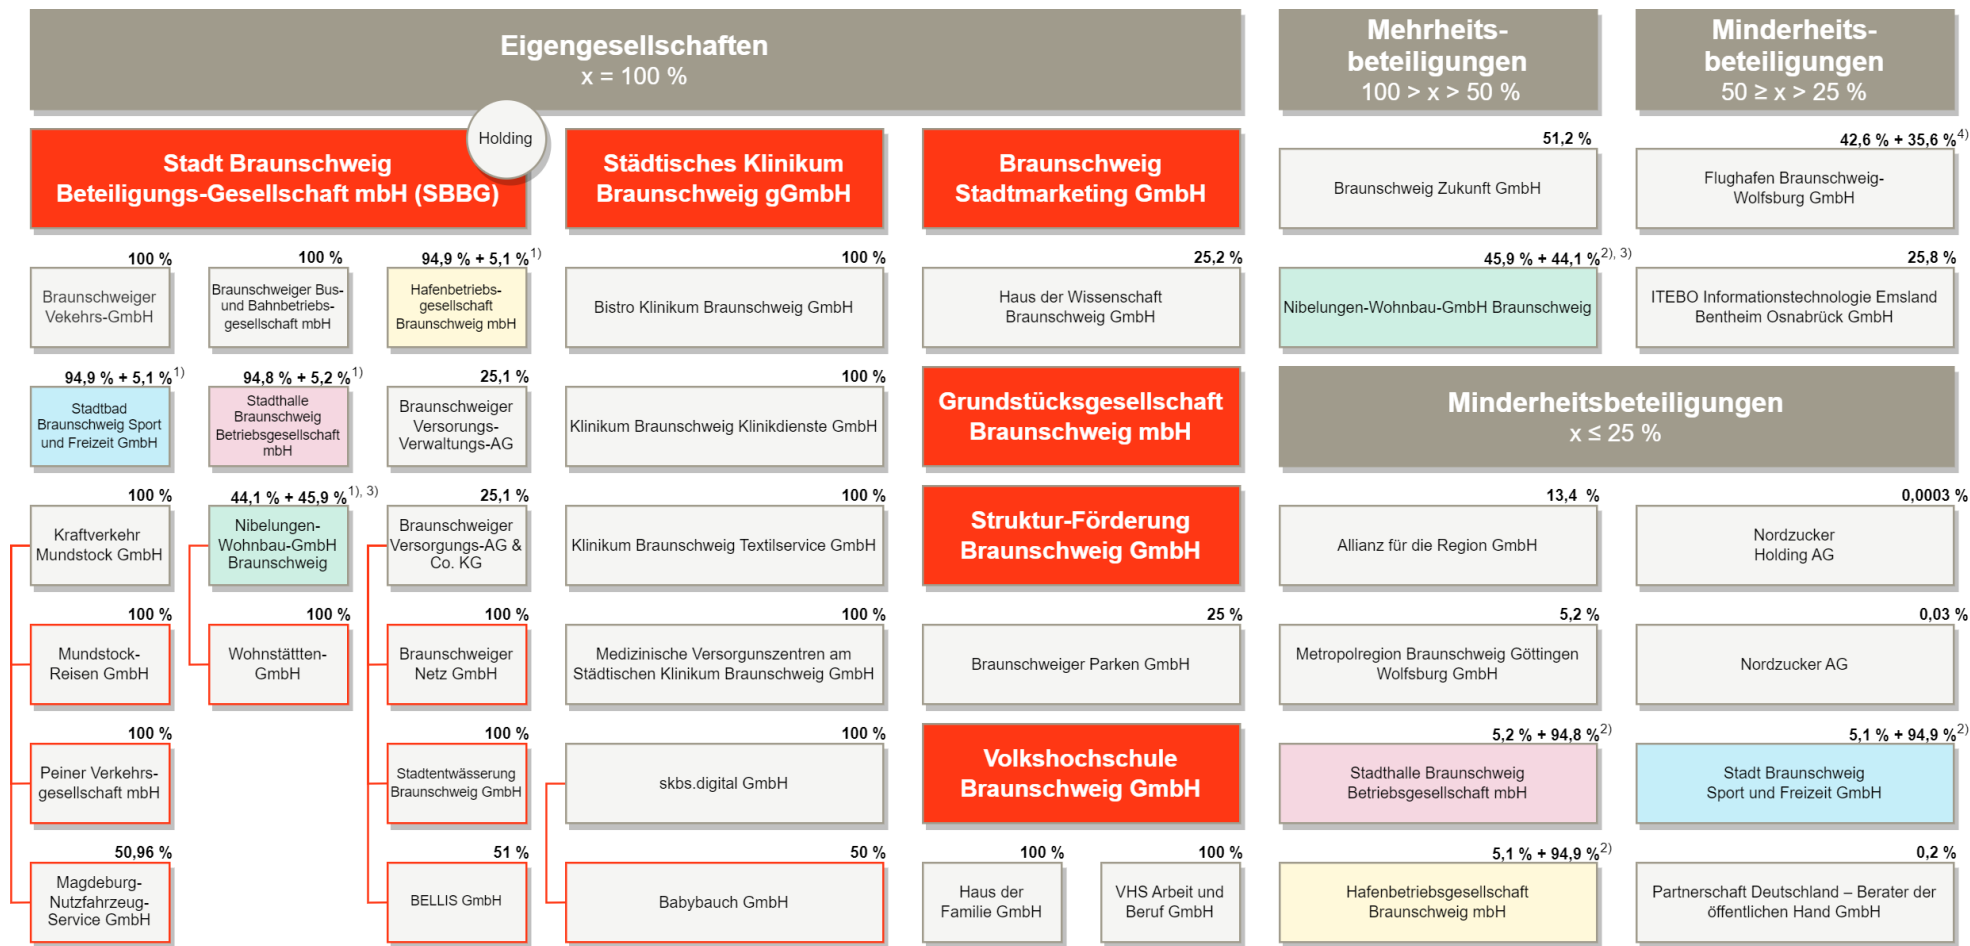 Eigengesellschaften
x = 100 %
Mehrheits-
beteiligungen
100 > x > 50 %
Minderheits-
beteiligungen
50 ≥ x > 25 %
Holding
Stadt Braunschweig
Beteiligungs-Gesellschaft mbH (SBBG)
100 %
Braunschweiger
Vekehrs-GmbH
100 %
Braunschweiger Bus-
und Bahnbetriebs-
gesellschaft mbH
94,9 % + 5,1 %1)
Hafenbetriebs-
gesellschaft
Braunschweig mbH
94,9 % + 5,1 %1)
Stadtbad
Braunschweig Sport
und Freizeit GmbH
94,8 % + 5,2 %1)
Stadthalle
Braunschweig
Betriebsgesellschaft
mbH
25,1 %
Braunschweiger
Versorungs-
Verwaltungs-AG
100 %
Kraftverkehr
Mundstock GmbH
44,1 % + 45,9 %1), 3)
Nibelungen-
Wohnbau-GmbH
Braunschweig
25,1 %
Braunschweiger
Versorgungs-AG &
Co. KG
100 %
Mundstock-
Reisen GmbH
100 %
Wohnstättten-
GmbH
100 %
Braunschweiger
Netz GmbH
100 %
Peiner Verkehrs-
gesellschaft mbH
100 %
Stadtentwässerung
Braunschweig GmbH
50,96 %
Magdeburg-
Nutzfahrzeug-
Service GmbH
51 %
BELLIS GmbH
Städtisches Klinikum
Braunschweig gGmbH
100 %
Bistro Klinikum Braunschweig GmbH
100 %
Klinikum Braunschweig Klinikdienste GmbH
100 %
Klinikum Braunschweig Textilservice GmbH
100 %
Medizinische Versorgunszentren am
Städtischen Klinikum Braunschweig GmbH
100 %
skbs.digital GmbH
50 %
Babybauch GmbH
Braunschweig
Stadtmarketing GmbH
25,2 %
Haus der Wissenschaft
Braunschweig GmbH
Grundstücksgesellschaft
Braunschweig mbH
Struktur-Förderung
Braunschweig GmbH
25 %
Braunschweiger Parken GmbH
Volkshochschule
Braunschweig GmbH
100 %
Haus der
Familie GmbH
100 %
VHS Arbeit und
Beruf GmbH
51,2 %
Braunschweig Zukunft GmbH
45,9 % + 44,1 %2), 3)
Nibelungen-Wohnbau-GmbH Braunschweig
42,6 % + 35,6 %4)
Flughafen Braunschweig-
Wolfsburg GmbH
25,8 %
ITEBO Informationstechnologie Emsland
Bentheim Osnabrück GmbH
Minderheitsbeteiligungen
x ≤ 25 %
13,4 %
Allianz für die Region GmbH
0,0003 %
Nordzucker
Holding AG
5,2 %
Metropolregion Braunschweig Göttingen
Wolfsburg GmbH
0,03 %
Nordzucker AG
5,2 % + 94,8 %2)
Stadthalle Braunschweig
Betriebsgesellschaft mbH
5,1 % + 94,9 %2)
Stadt Braunschweig
Sport und Freizeit GmbH
5,1 % + 94,9 %2)
Hafenbetriebsgesellschaft
Braunschweig mbH
0,2 %
Partnerschaft Deutschland – Berater der
öffentlichen Hand GmbH